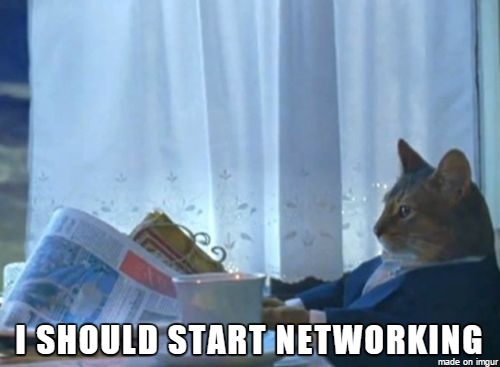 I SHOULD START NETWORKING
made on imgur